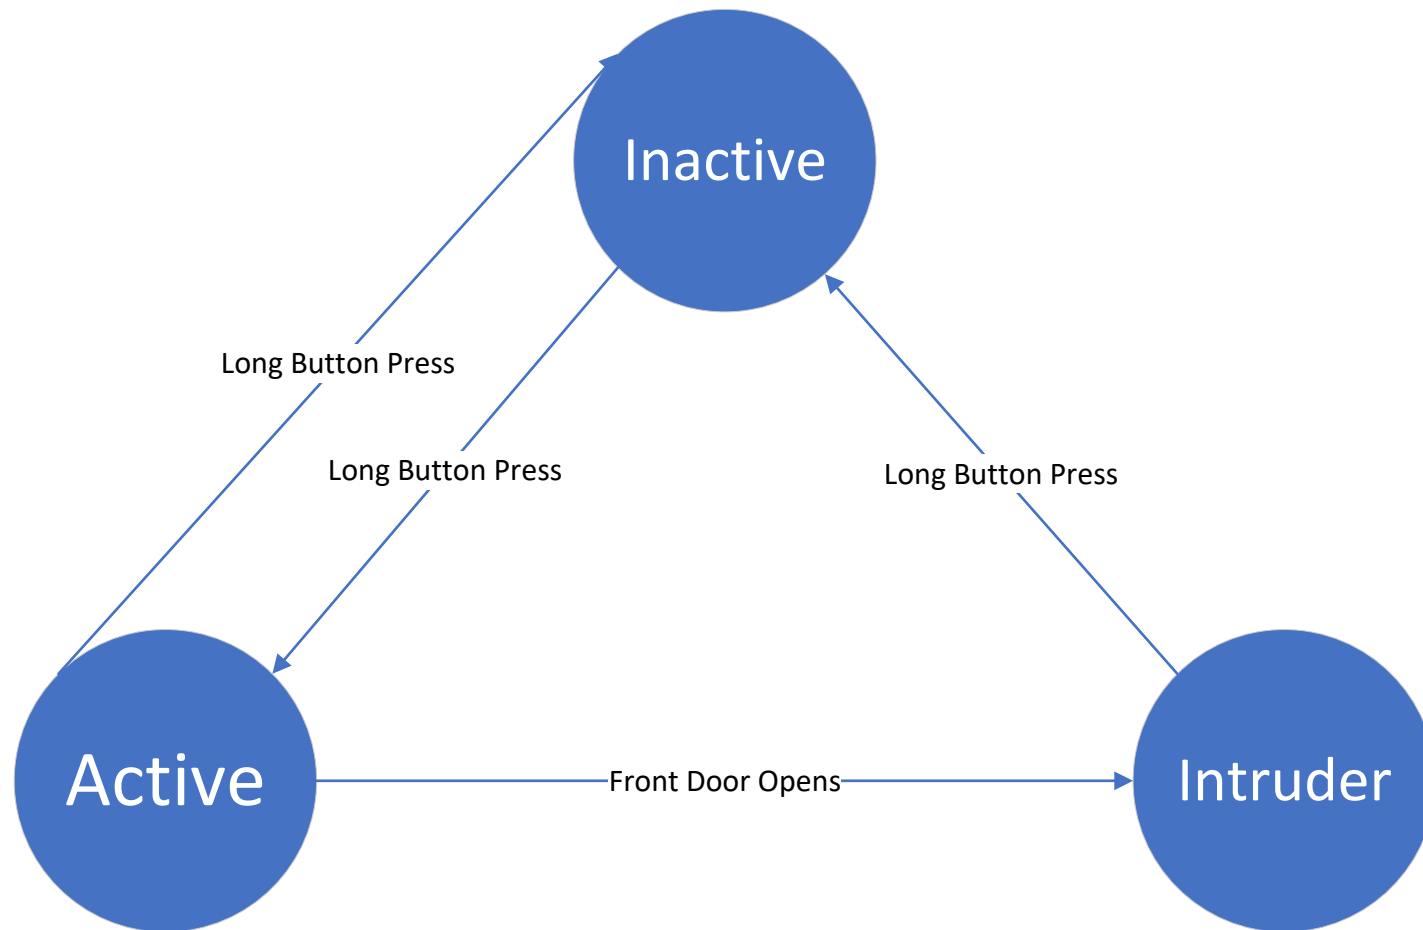 Inactive
Long Button Press
Long Button Press
Long Button Press
Active
Front Door Opens
Intruder